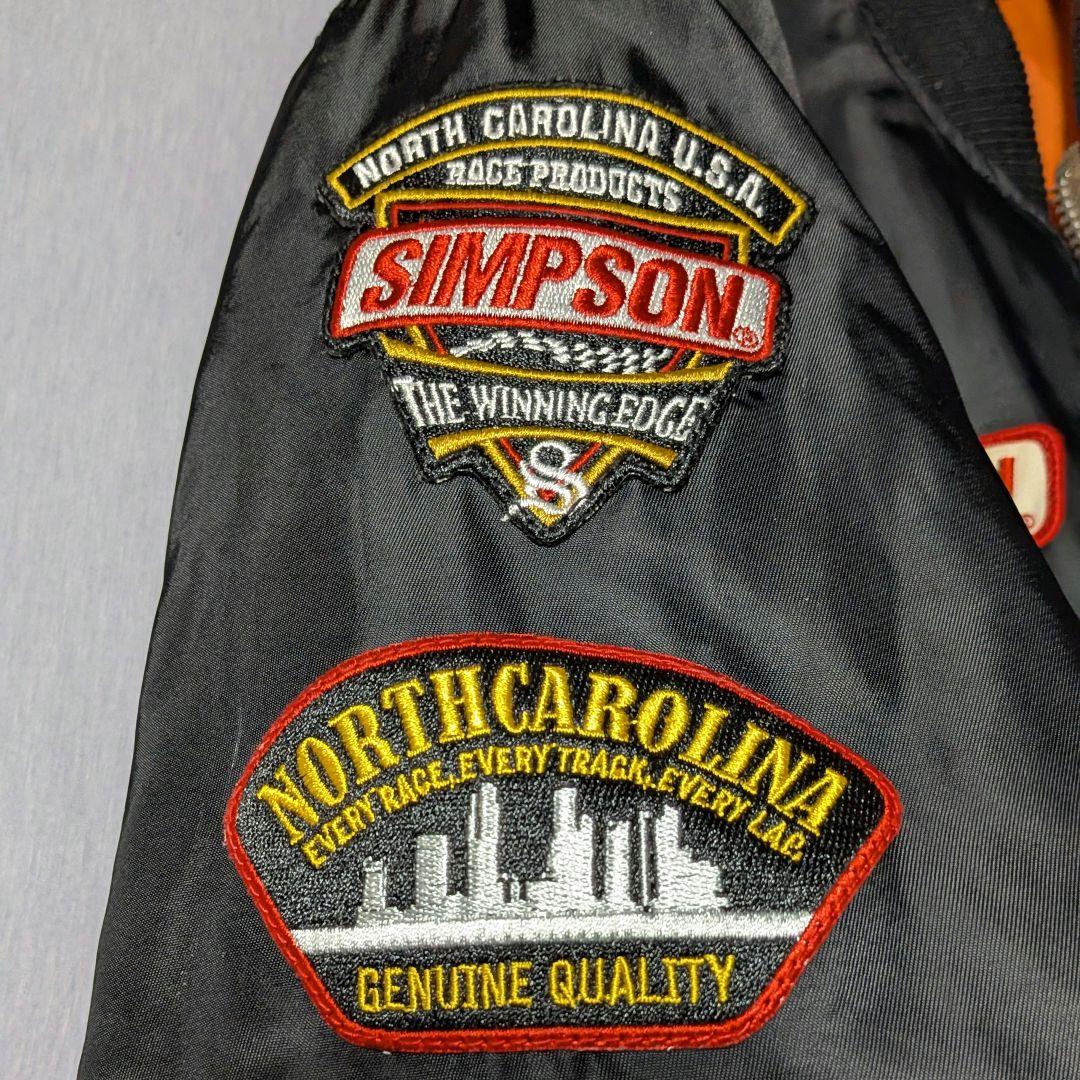 NORTH CAROLINA U.S.A.
RACE PRODUCTS
SIMPSON®
THE WINNING EDGE
S
NORTHCAROLINA
EVERY RACE. EVERY TRACK. EVERY LAP.
GENUINE QUALITY